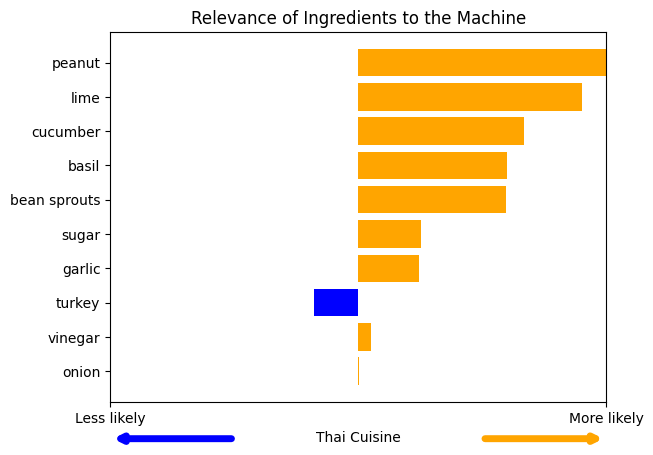 Relevance of Ingredients to the Machine
peanut
lime
cucumber
basil
bean sprouts
sugar
garlic
turkey
vinegar
onion
Less likely
More likely
Thai Cuisine